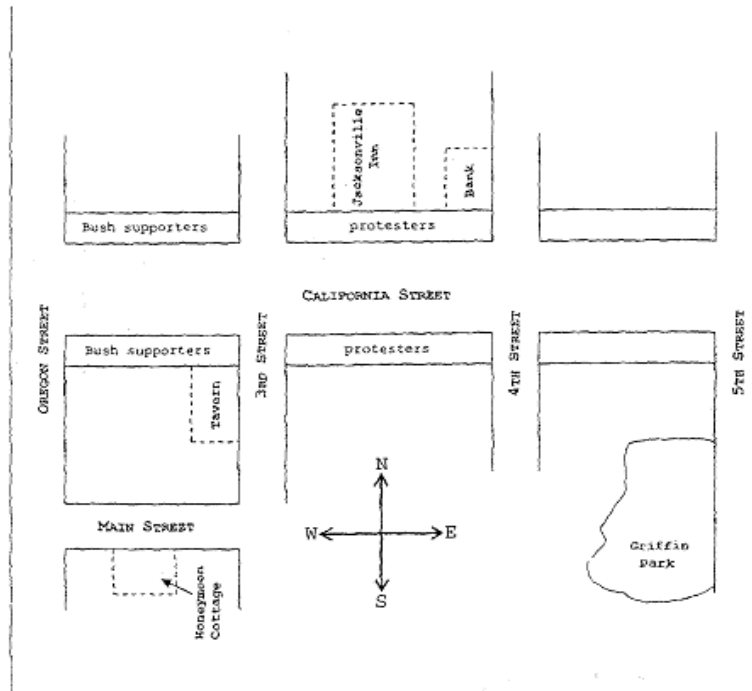 Jacksonville
Inn
Bank
Bush supporters
protesters
CALIFORNIA STREET
OREGON STREET
Bush supporters
3RD STREET
protesters
4TH STREET
5TH STREET
Tavern
N
MAIN STREET
W
E
Griffin
Park
S
Honeymoon
Cottage